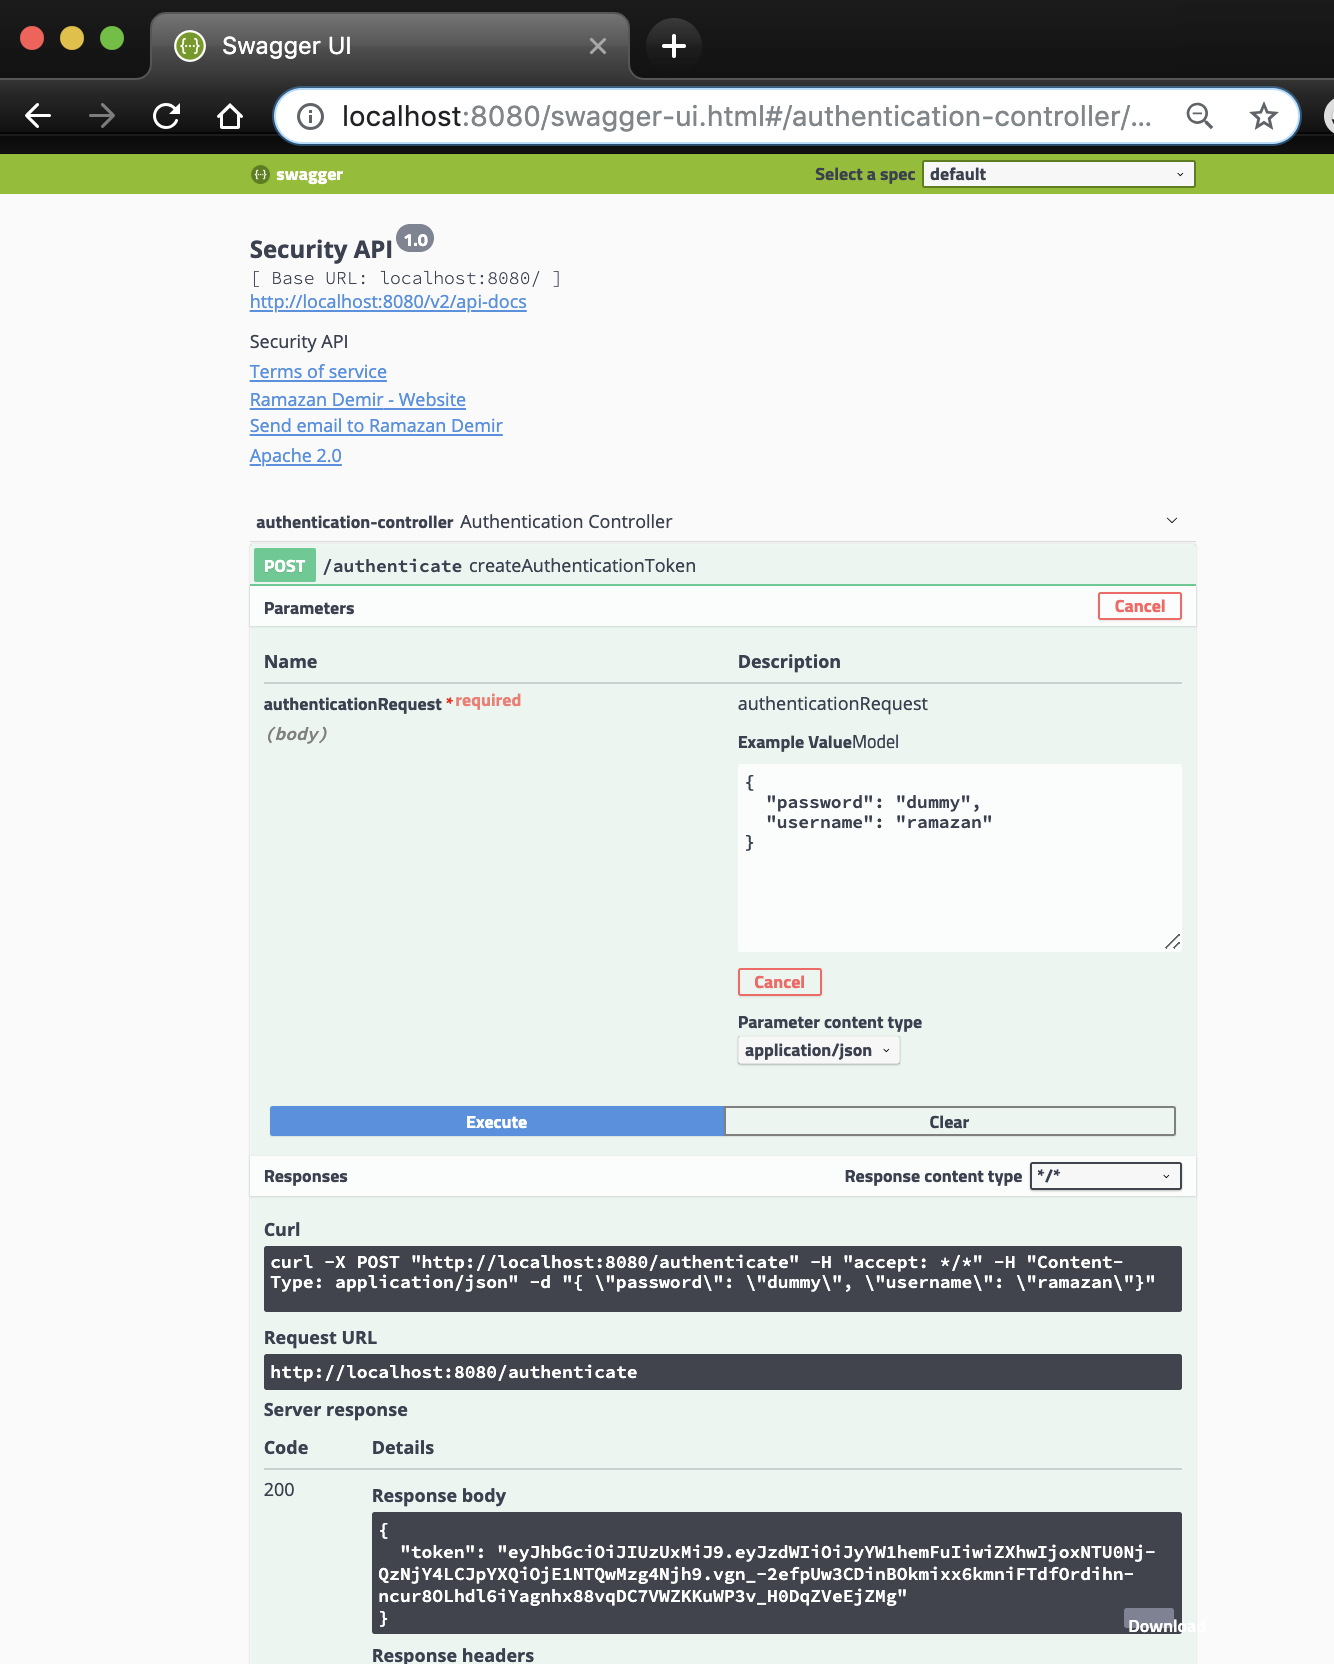 Swagger UI
localhost:8080/swagger-ui.html#/authentication-controller/...
swagger
Select a spec default
Security API 1.0
[ Base URL: localhost:8080/ ]
http://localhost:8080/v2/api-docs
Security API
Terms of service
Ramazan Demir - Website
Send email to Ramazan Demir
Apache 2.0
authentication-controller Authentication Controller
POST /authenticate createAuthenticationToken
Parameters Cancel
Name Description
authenticationRequest * required authenticationRequest
(body)
Example Value Model
{
"password": "dummy",
"username": "ramazan"
}
Cancel
Parameter content type
application/json
Execute Clear
Responses Response content type */*
Curl
curl -X POST "http://localhost:8080/authenticate" -H "accept: */*" -H "Content-
Type: application/json" -d "{ \"password\": \"dummy\", \"username\": \"ramazan\"}"
Request URL
http://localhost:8080/authenticate
Server response
Code Details
200
Response body
{
"token": "eyJhbGciOiJIUzUxMiJ9.eyJzdWIiOiJyYW1hemFuIiwiZXhwIjoxNTU0Nj-
QzNjY4LCJpYXQiOjE1NTQwMzg4Njh9.vgn_-2efpUw3CDinBOkmixx6kmniFTdfOrdihn-
ncur8OLhdl6iYagnhx88vqDC7VWZKKuWP3v_H0DqZVeEjZMg"
}
Download
Response headers